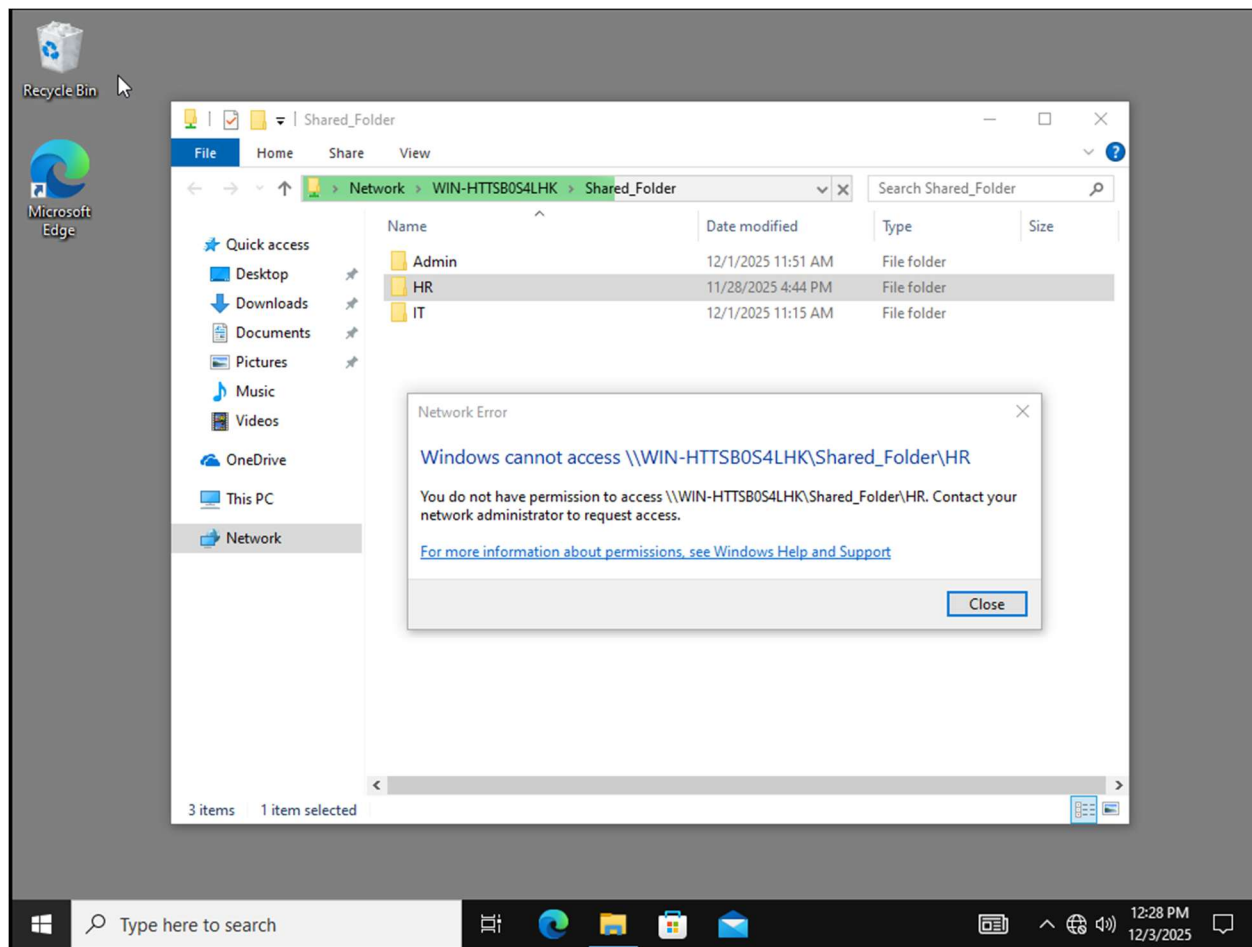 Recycle Bin
Microsoft
Edge
Shared_Folder
File Home Share View
Network > WIN-HTTSB0S4LHK > Shared_Folder
Search Shared_Folder
Name Date modified Type Size
Quick access
Desktop
Downloads
Documents
Pictures
Music
Videos
OneDrive
This PC
Network
Admin 12/1/2025 11:51 AM File folder
HR 11/28/2025 4:44 PM File folder
IT 12/1/2025 11:15 AM File folder
Network Error
Windows cannot access \\WIN-HTTSB0S4LHK\Shared_Folder\HR
You do not have permission to access \\WIN-HTTSB0S4LHK\Shared_Folder\HR. Contact your
network administrator to request access.
For more information about permissions, see Windows Help and Support
Close
3 items 1 item selected
Type here to search
12:28 PM
12/3/2025